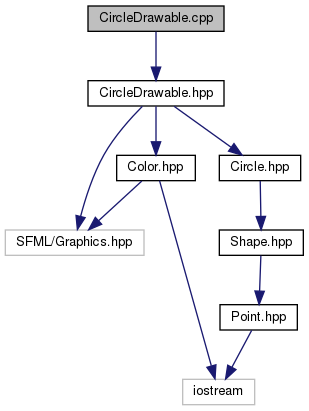 CircleDrawable.cpp
CircleDrawable.hpp
Color.hpp
Circle.hpp
SFML/Graphics.hpp
Shape.hpp
Point.hpp
iostream